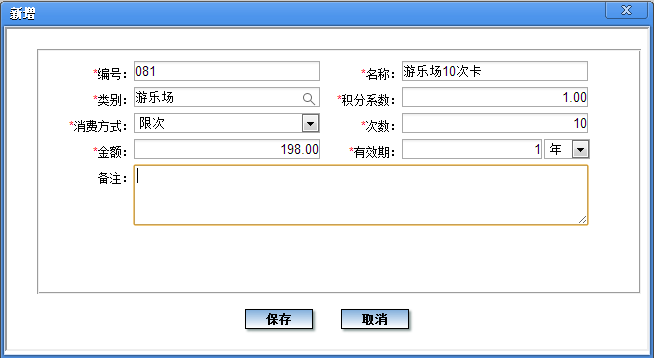 新增
*编号: 081 *名称: 游乐场10次卡
*类别: 游乐场 *积分系数: 1.00
*消费方式: 限次 *次数: 10
*金额: 198.00 *有效期: 1 年
备注:
保存 取消